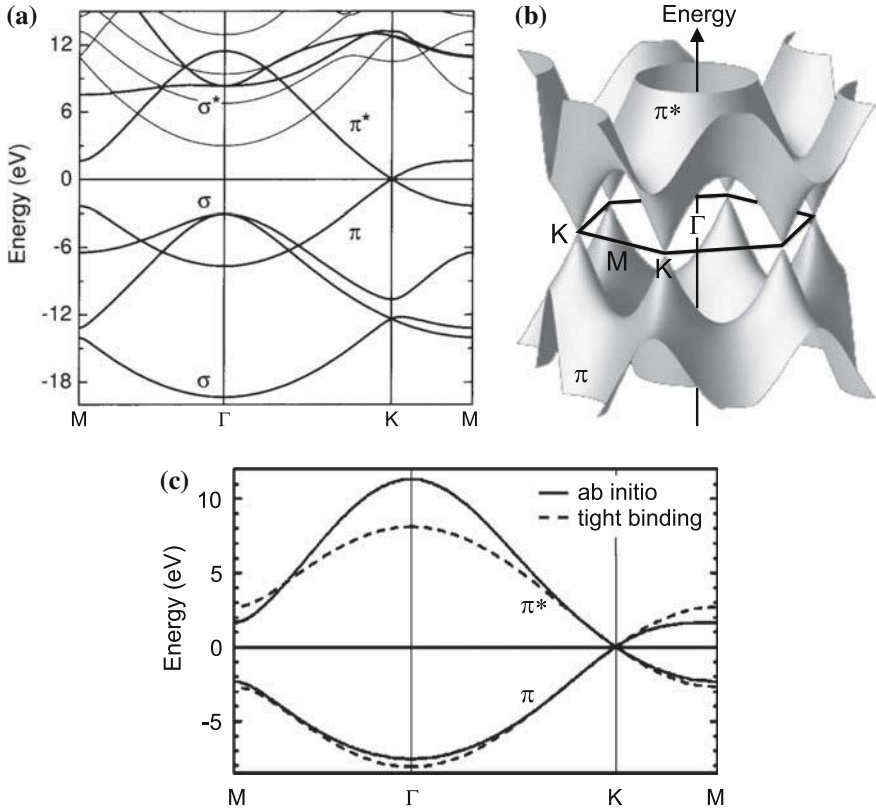 (a)
12
6
0
-6
-12
-18
Energy (eV)
σ*
π*
σ
π
σ
M Γ K M
(b)
Energy
π*
Γ
K
M
K
π
(c)
10
5
0
-5
Energy (eV)
ab initio
tight binding
π*
π
M Γ K M